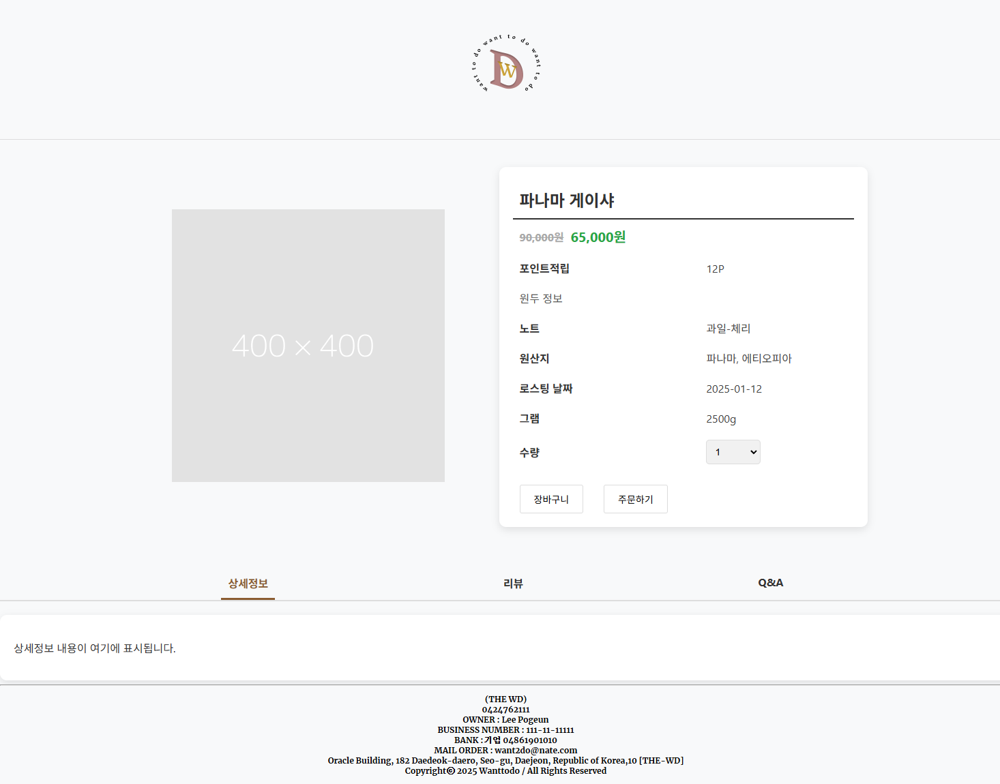 want to do want to do want to do
D
W
파나마 게이샤
90,000원 65,000원
포인트적립 12P
원두 정보
노트 과일-체리
원산지 파나마, 에티오피아
로스팅 날짜 2025-01-12
그램 2500g
수량 1
장바구니 주문하기
400 × 400
상세정보 리뷰 Q&A
상세정보 내용이 여기에 표시됩니다.
(THE WD)
0424762111
OWNER : Lee Pogeun
BUSINESS NUMBER : 111-11-11111
BANK : 기업 04861901010
MAIL ORDER : want2do@nate.com
Oracle Building, 182 Daedeok-daero, Seo-gu, Daejeon, Republic of Korea,10 [THE-WD]
Copyright© 2025 Wanttodo / All Rights Reserved